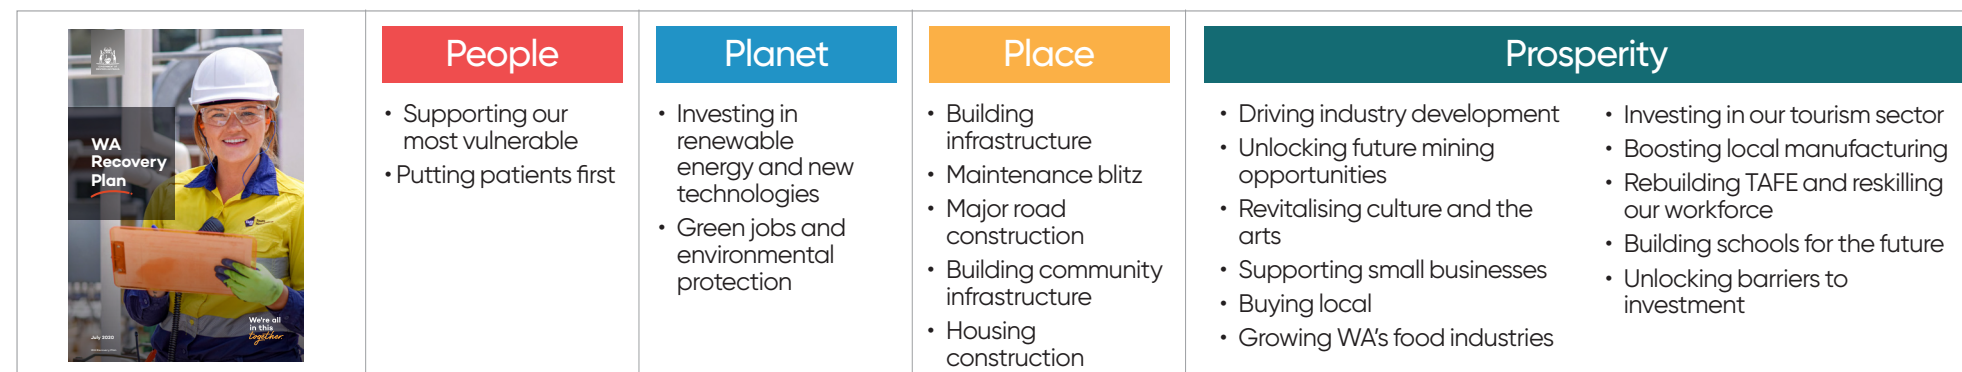 WA
Recovery
Plan
We're all
in this
together.
July 2020
People
• Supporting our
most vulnerable
• Putting patients first
Planet
• Investing in
renewable
energy and new
technologies
• Green jobs and
environmental
protection
Place
• Building
infrastructure
• Maintenance blitz
• Major road
construction
• Building community
infrastructure
• Housing
construction
Prosperity
• Driving industry development
• Unlocking future mining
opportunities
• Revitalising culture and the
arts
• Supporting small businesses
• Buying local
• Growing WA's food industries
• Investing in our tourism sector
• Boosting local manufacturing
• Rebuilding TAFE and reskilling
our workforce
• Building schools for the future
• Unlocking barriers to
investment